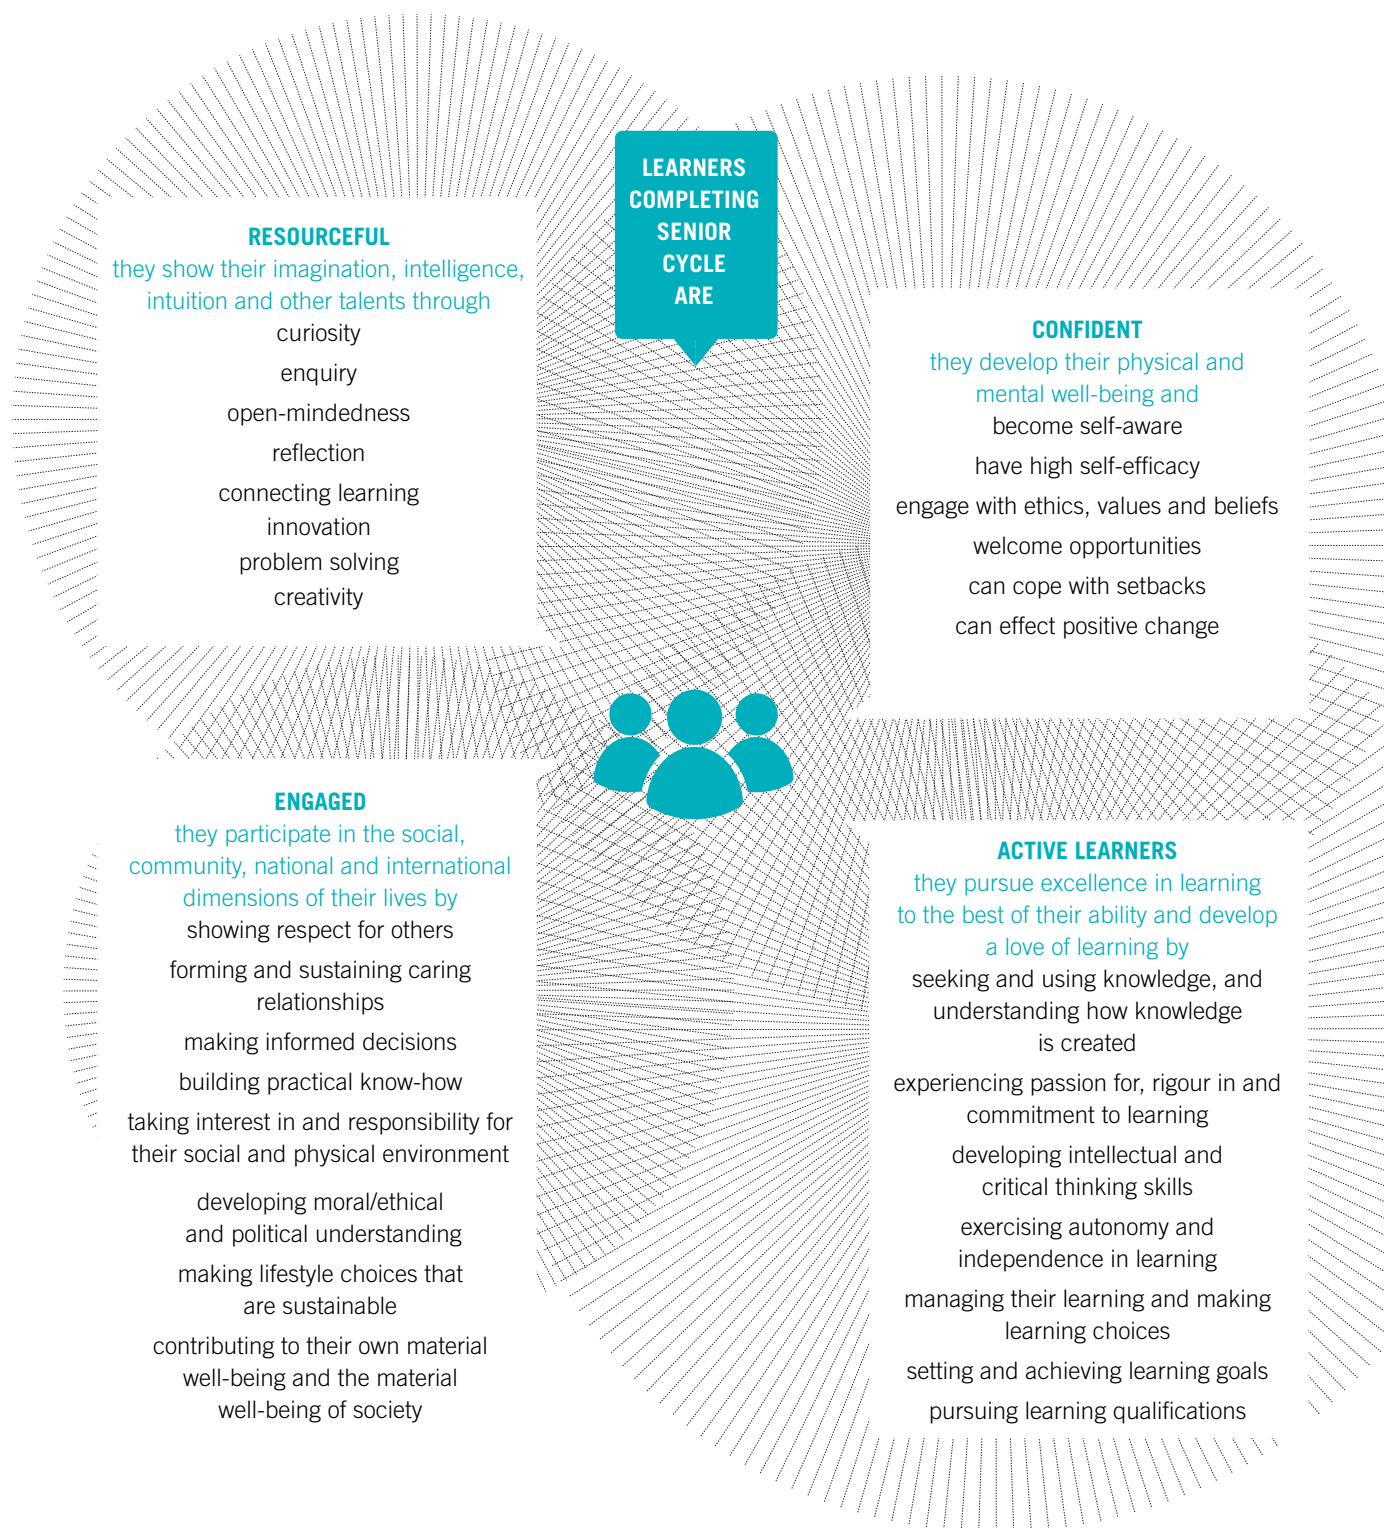 LEARNERS
COMPLETING
SENIOR
CYCLE
ARE
RESOURCEFUL
they show their imagination, intelligence,
intuition and other talents through
curiosity
enquiry
open-mindedness
reflection
connecting learning
innovation
problem solving
creativity
CONFIDENT
they develop their physical and
mental well-being and
become self-aware
have high self-efficacy
engage with ethics, values and beliefs
welcome opportunities
can cope with setbacks
can effect positive change
ENGAGED
they participate in the social,
community, national and international
dimensions of their lives by
showing respect for others
forming and sustaining caring
relationships
making informed decisions
building practical know-how
taking interest in and responsibility for
their social and physical environment
developing moral/ethical
and political understanding
making lifestyle choices that
are sustainable
contributing to their own material
well-being and the material
well-being of society
ACTIVE LEARNERS
they pursue excellence in learning
to the best of their ability and develop
a love of learning by
seeking and using knowledge, and
understanding how knowledge
is created
experiencing passion for, rigour in and
commitment to learning
developing intellectual and
critical thinking skills
exercising autonomy and
independence in learning
managing their learning and making
learning choices
setting and achieving learning goals
pursuing learning qualifications